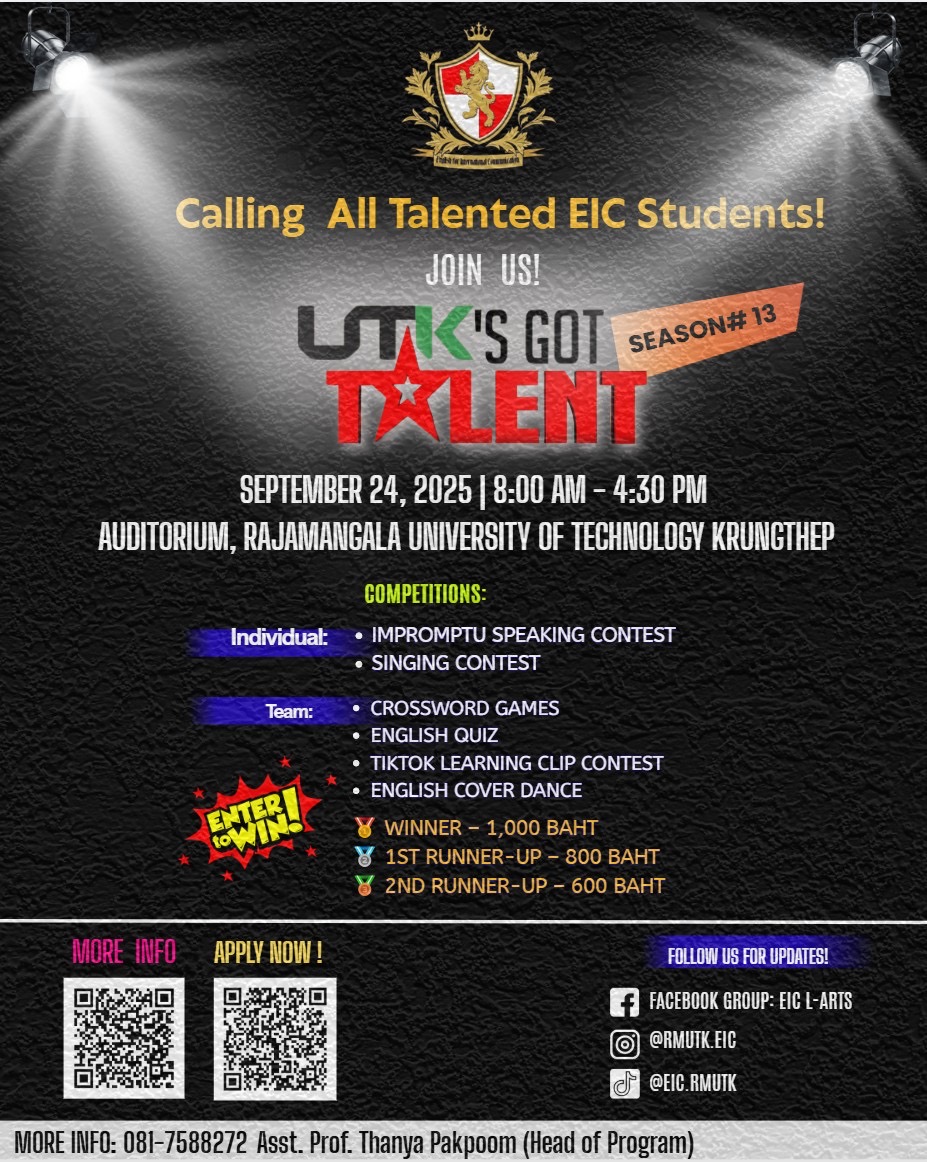 English for International Communication
Calling All Talented EIC Students!
JOIN US!
UTK'S GOT
SEASON# 13
TALENT
SEPTEMBER 24, 2025 | 8:00 AM – 4:30 PM
AUDITORIUM, RAJAMANGALA UNIVERSITY OF TECHNOLOGY KRUNGTHEP
COMPETITIONS:
Individual:
• IMPROMPTU SPEAKING CONTEST
• SINGING CONTEST
Team:
• CROSSWORD GAMES
• ENGLISH QUIZ
• TIKTOK LEARNING CLIP CONTEST
• ENGLISH COVER DANCE
ENTER
to WIN!
WINNER – 1,000 BAHT
1ST RUNNER-UP – 800 BAHT
2ND RUNNER-UP – 600 BAHT
MORE INFO
APPLY NOW !
FOLLOW US FOR UPDATES!
FACEBOOK GROUP: EIC L-ARTS
@RMUTK.EIC
@EIC.RMUTK
MORE INFO: 081-7588272 Asst. Prof. Thanya Pakpoom (Head of Program)